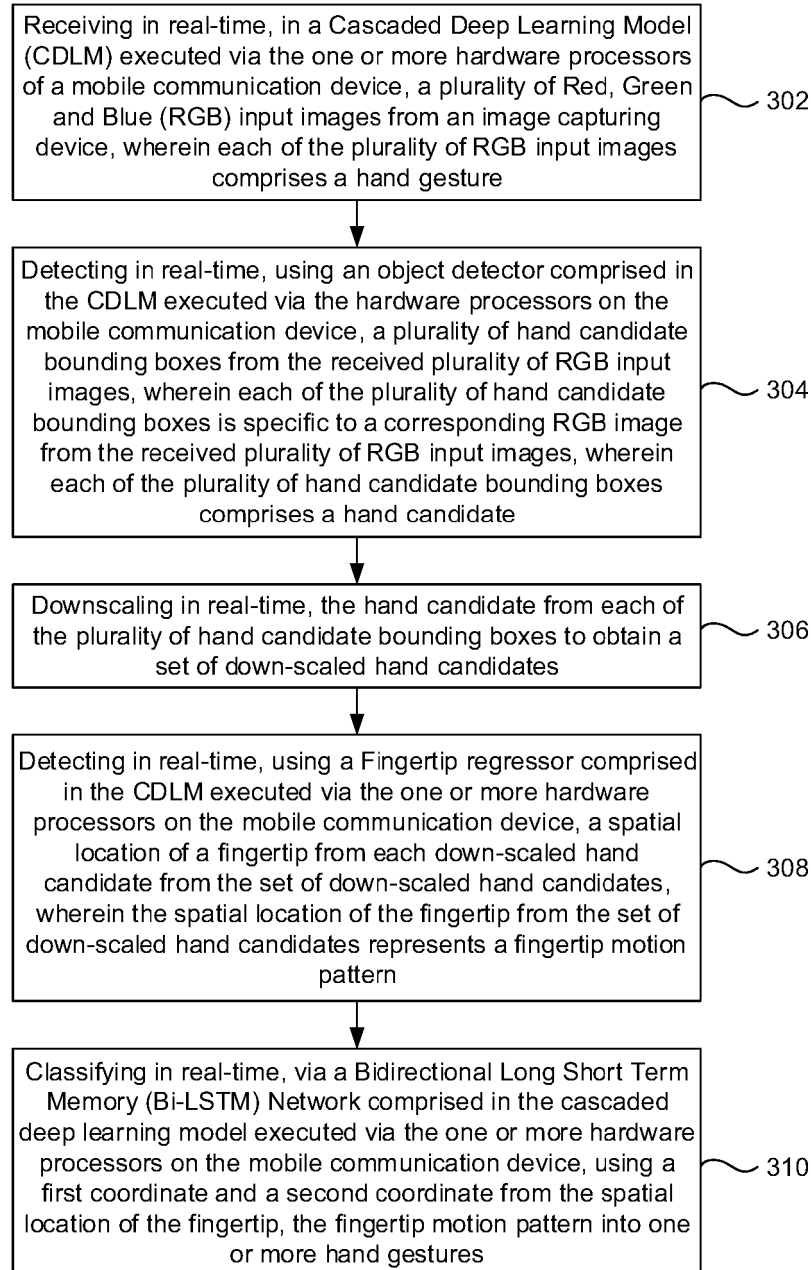 Receiving in real-time, in a Cascaded Deep Learning Model
(CDLM) executed via the one or more hardware processors
of a mobile communication device, a plurality of Red, Green
and Blue (RGB) input images from an image capturing
device, wherein each of the plurality of RGB input images
comprises a hand gesture
302
Detecting in real-time, using an object detector comprised in
the CDLM executed via the hardware processors on the
mobile communication device, a plurality of hand candidate
bounding boxes from the received plurality of RGB input
images, wherein each of the plurality of hand candidate
bounding boxes is specific to a corresponding RGB image
from the received plurality of RGB input images, wherein
each of the plurality of hand candidate bounding boxes
comprises a hand candidate
304
Downscaling in real-time, the hand candidate from each of
the plurality of hand candidate bounding boxes to obtain a
set of down-scaled hand candidates
306
Detecting in real-time, using a Fingertip regressor comprised
in the CDLM executed via the one or more hardware
processors on the mobile communication device, a spatial
location of a fingertip from each down-scaled hand
candidate from the set of down-scaled hand candidates,
wherein the spatial location of the fingertip from the set of
down-scaled hand candidates represents a fingertip motion
pattern
308
Classifying in real-time, via a Bidirectional Long Short Term
Memory (Bi-LSTM) Network comprised in the cascaded
deep learning model executed via the one or more hardware
processors on the mobile communication device, using a
first coordinate and a second coordinate from the spatial
location of the fingertip, the fingertip motion pattern into one
or more hand gestures
310